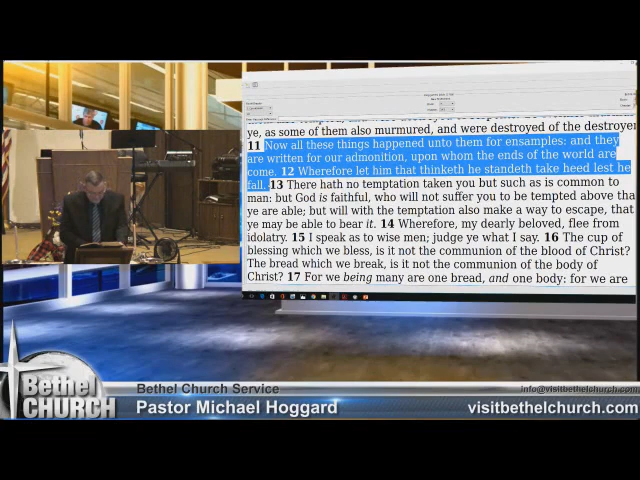 ye, as some of them also murmured, and were destroyed of the destroyer
11 Now all these things happened unto them for ensamples: and they
are written for our admonition, upon whom the ends of the world are
come. 12 Wherefore let him that thinketh he standeth take heed lest he
fall. 13 There hath no temptation taken you but such as is common to
man: but God is faithful, who will not suffer you to be tempted above tha
ye are able; but will with the temptation also make a way to escape, that
ye may be able to bear it. 14 Wherefore, my dearly beloved, flee from
idolatry. 15 I speak as to wise men; judge ye what I say. 16 The cup of
blessing which we bless, is it not the communion of the blood of Christ?
The bread which we break, is it not the communion of the body of
Christ? 17 For we being many are one bread, and one body: for we are
Bethel
CHURCH
Bethel Church Service
info@visitbethelchurch.com
Pastor Michael Hoggard
visitbethelchurch.com